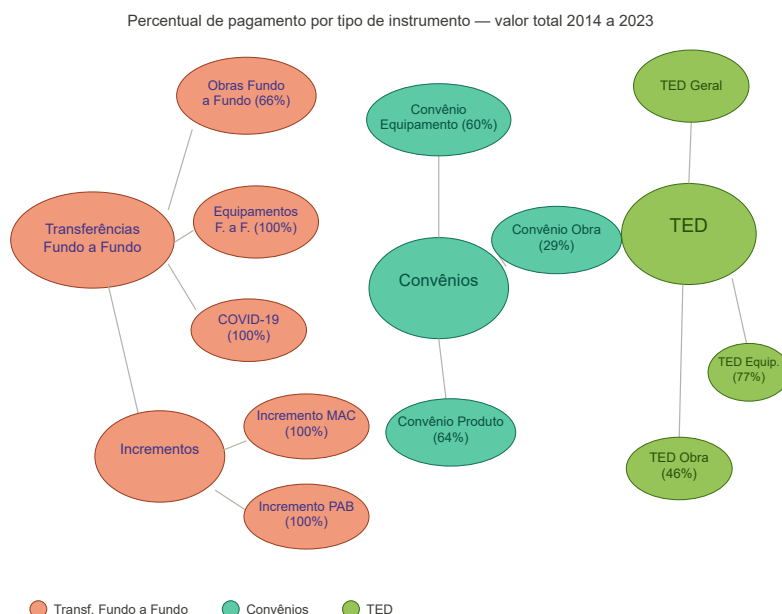 Percentual de pagamento por tipo de instrumento — valor total 2014 a 2023
Obras Fundo
a Fundo (66%)
Transferências
Fundo a Fundo
Equipamentos
F. a F. (100%)
COVID-19
(100%)
Incrementos
Incremento MAC
(100%)
Incremento PAB
(100%)
Convênio
Equipamento (60%)
Convênios
Convênio Obra
(29%)
Convênio Produto
(64%)
TED Geral
TED
TED Equip.
(77%)
TED Obra
(46%)
Transf. Fundo a Fundo
Convênios
TED